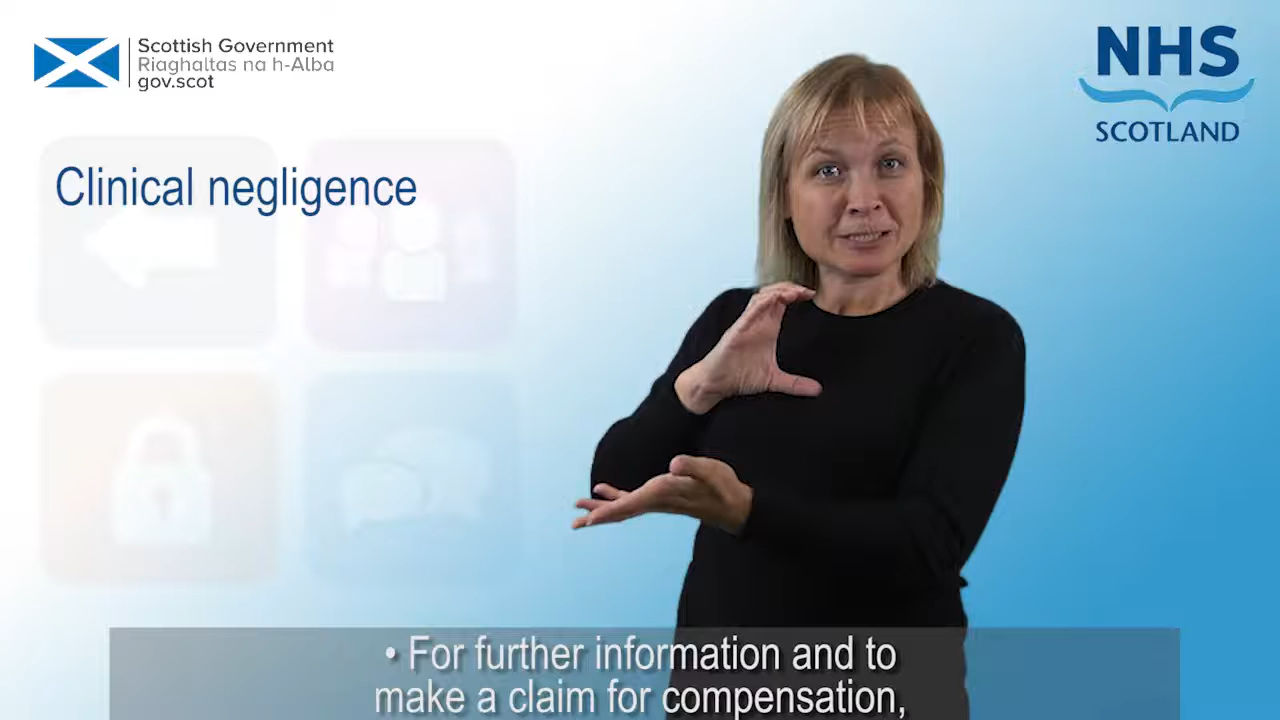 Scottish Government
Riaghaltas na h-Alba
gov.scot
NHS
SCOTLAND
Clinical negligence
• For further information and to
make a claim for compensation,